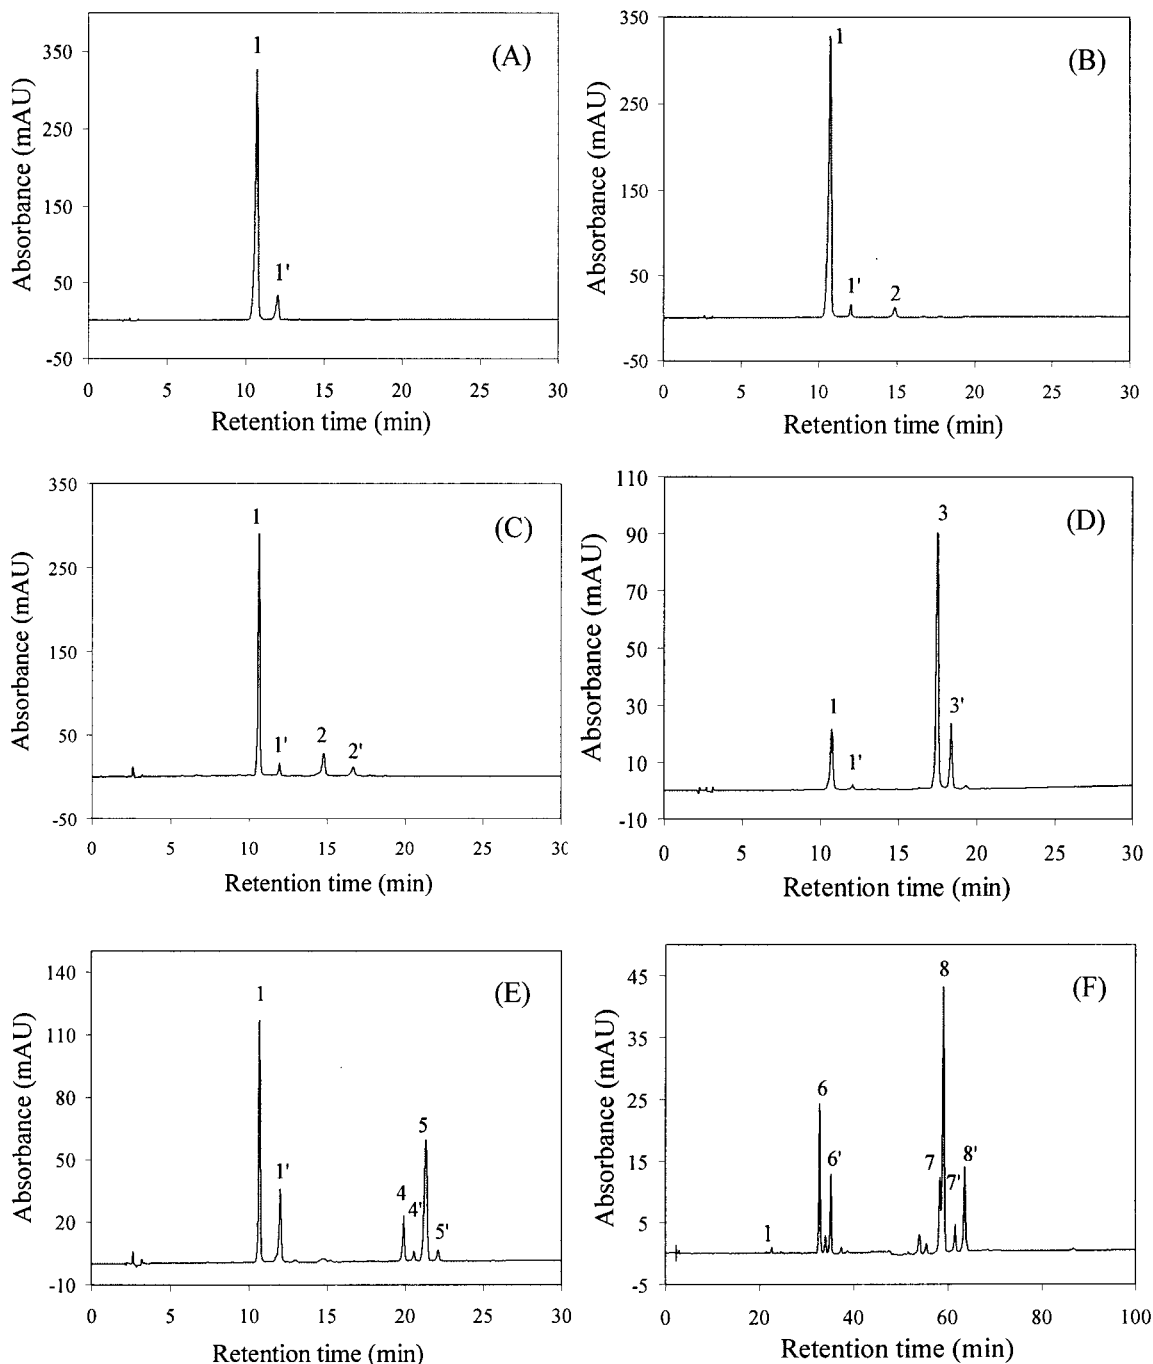 350
250
150
50
-50
Absorbance (mAU)
1
1'
(A)
0 5 10 15 20 25 30
Retention time (min)
350
250
150
50
-50
Absorbance (mAU)
1
1'
2
(B)
0 5 10 15 20 25 30
Retention time (min)
350
250
150
50
-50
Absorbance (mAU)
1
1'
2
2'
(C)
0 5 10 15 20 25 30
Retention time (min)
110
90
70
50
30
10
-10
Absorbance (mAU)
1
1'
3
3'
(D)
0 5 10 15 20 25 30
Retention time (min)
140
110
80
50
20
-10
Absorbance (mAU)
1
1'
4
4'
5
5'
(E)
0 5 10 15 20 25 30
Retention time (min)
45
35
25
15
5
-5
Absorbance (mAU)
1
6
6'
7
8
7'
8'
(F)
0 20 40 60 80 100
Retention time (min)